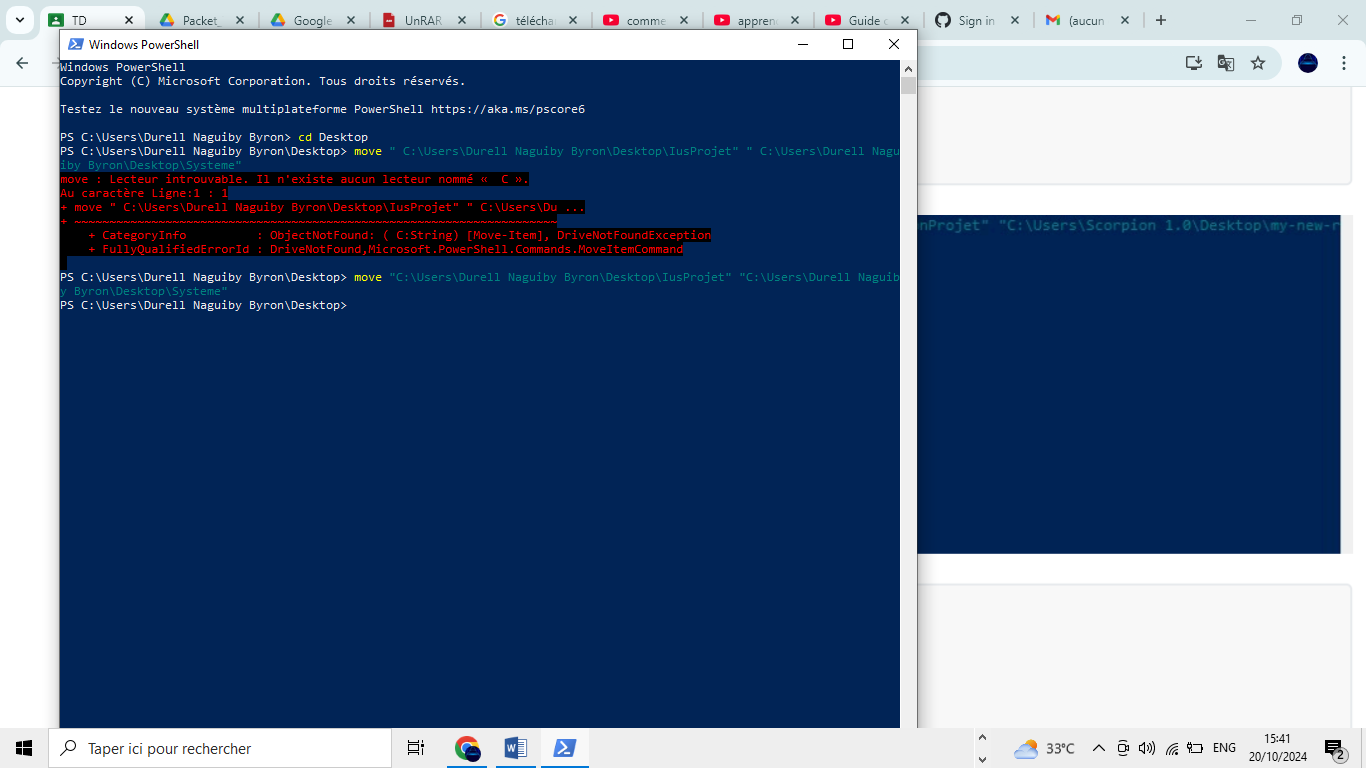 TD
Packet_
Google
UnRAR
télécha
comme
appren
Guide c
Sign in
(aucun
Windows PowerShell
Windows PowerShell
Copyright (C) Microsoft Corporation. Tous droits réservés.
Testez le nouveau système multiplateforme PowerShell https://aka.ms/pscore6
PS C:\Users\Durell Naguiby Byron> cd Desktop
PS C:\Users\Durell Naguiby Byron\Desktop> move " C:\Users\Durell Naguiby Byron\Desktop\IusProjet" " C:\Users\Durell Nagu
iby Byron\Desktop\Systeme"
move : Lecteur introuvable. Il n'existe aucun lecteur nommé «  C ».
Au caractère Ligne:1 : 1
+ move " C:\Users\Durell Naguiby Byron\Desktop\IusProjet" " C:\Users\Du ...
+ ~~~~~~~~~~~~~~~~~~~~~~~~~~~~~~~~~~~~~~~~~~~~~~~~~~~~~~~~~~~~~~~~~~~~~
    + CategoryInfo          : ObjectNotFound: ( C:String) [Move-Item], DriveNotFoundException
    + FullyQualifiedErrorId : DriveNotFound,Microsoft.PowerShell.Commands.MoveItemCommand
PS C:\Users\Durell Naguiby Byron\Desktop> move "C:\Users\Durell Naguiby Byron\Desktop\IusProjet" "C:\Users\Durell Naguib
y Byron\Desktop\Systeme"
PS C:\Users\Durell Naguiby Byron\Desktop>
nProjet" "C:\Users\Scorpion 1.0\Desktop\my-new-r
Taper ici pour rechercher
33°C
ENG
15:41
20/10/2024
2